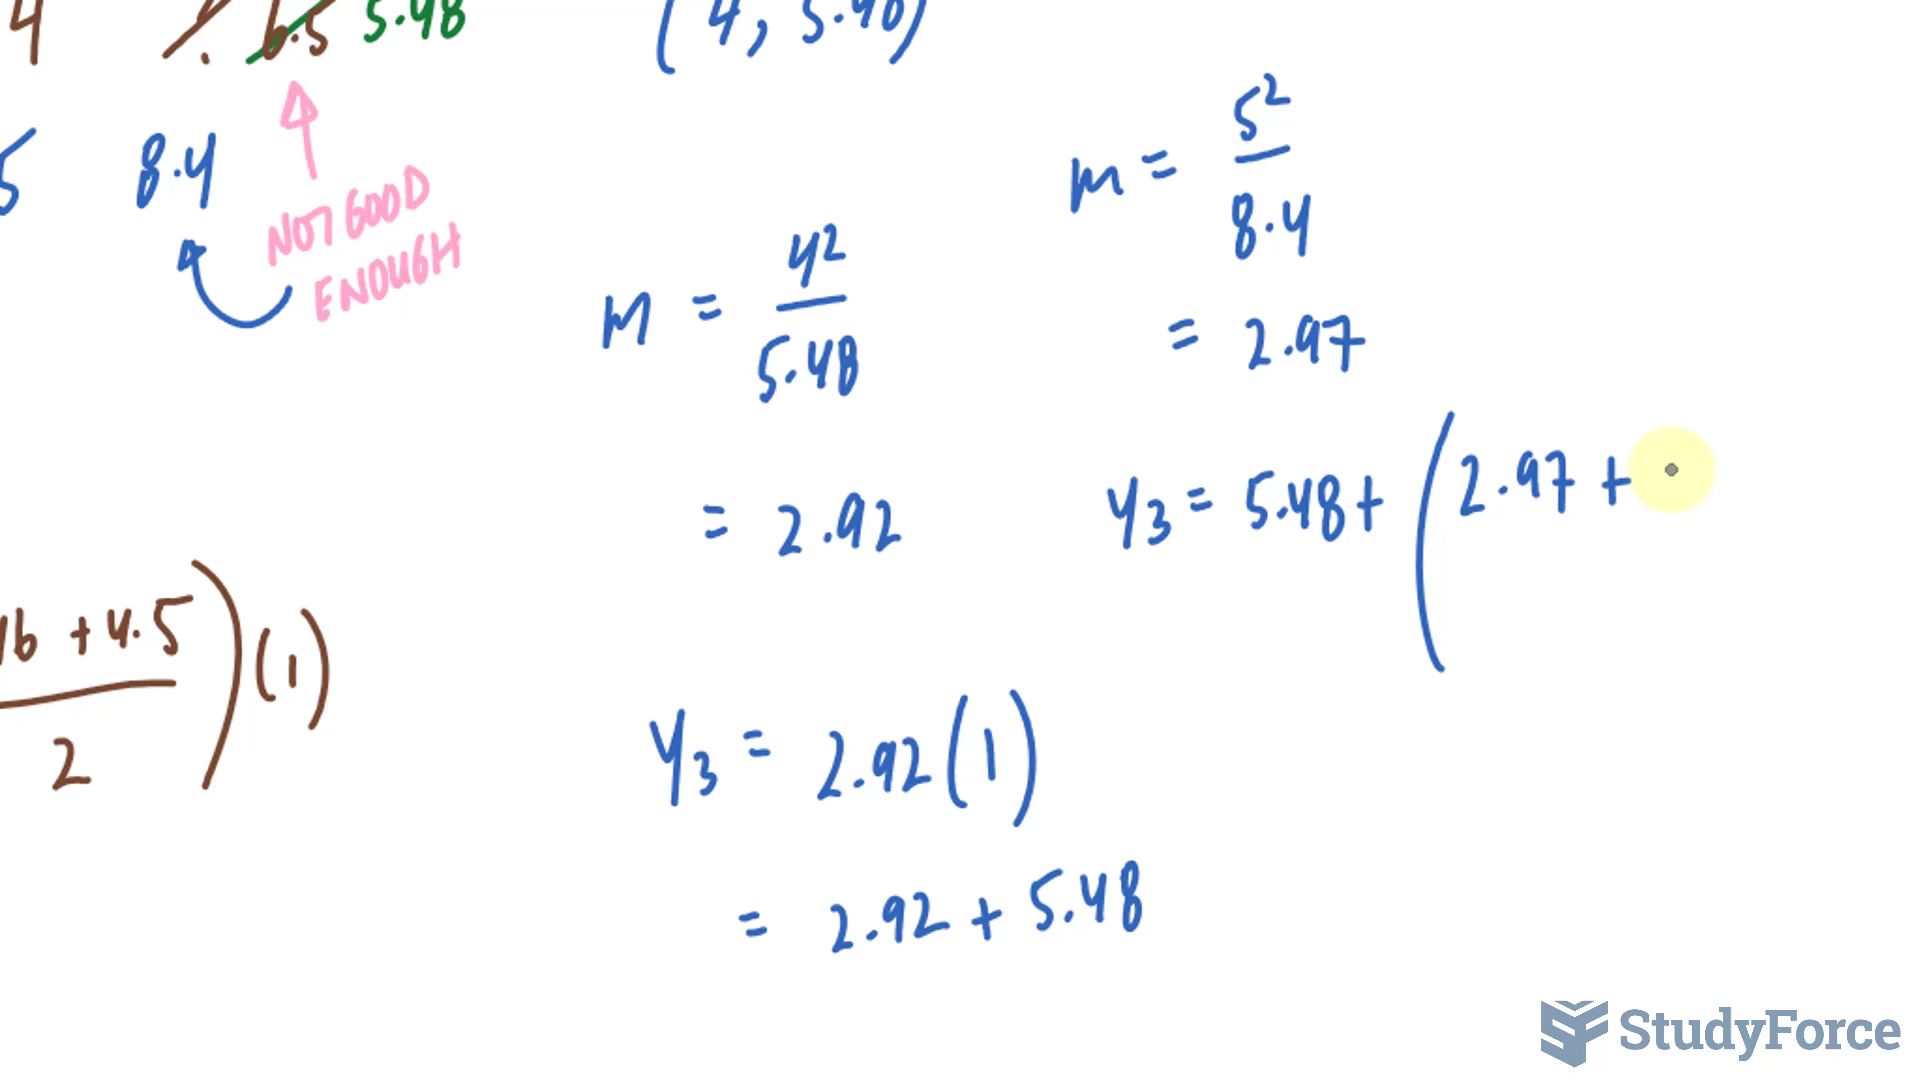 4 6.5 5.48 (4, 5.48)
5 8.4
NOT GOOD
ENOUGH
m = 4² / 5.48
= 2.92
y₃ = 2.92(1)
= 2.92 + 5.48
m = 5² / 8.4
= 2.97
y₃ = 5.48 + (2.97 +
16 + 4.5) (1)
2
StudyForce